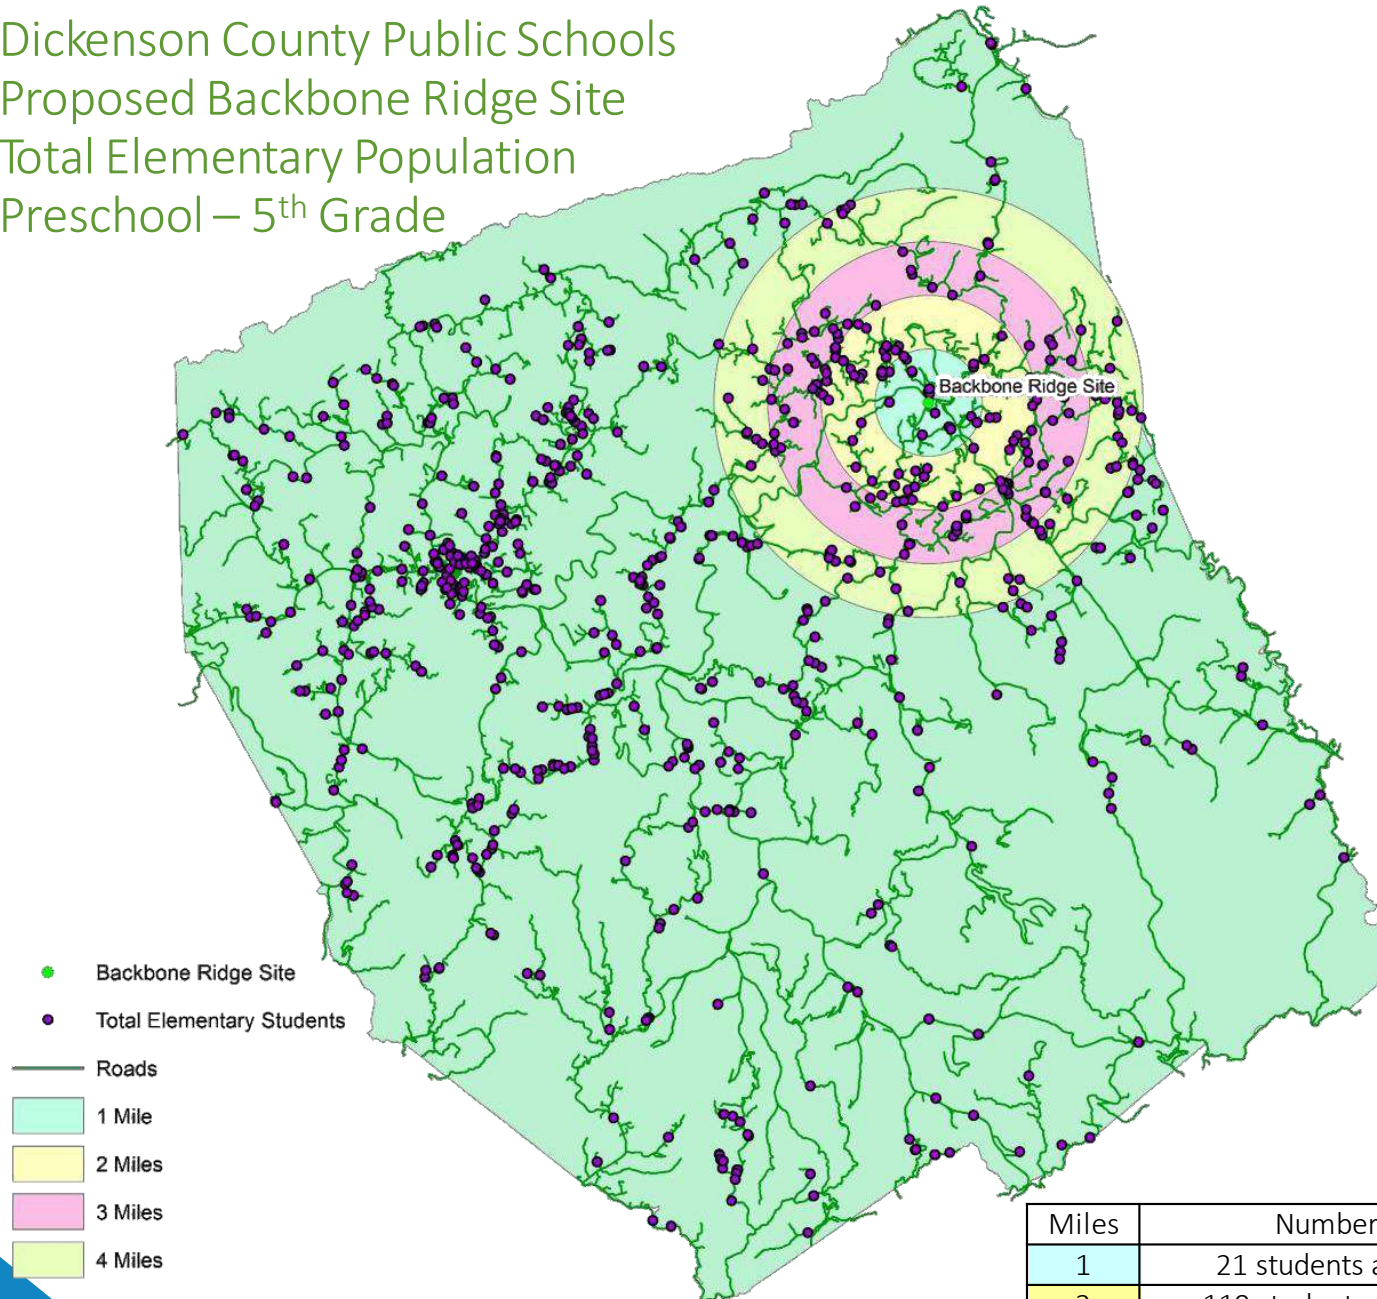 Dickenson County Public Schools
Proposed Backbone Ridge Site
Total Elementary Population
Preschool – 5th Grade
Backbone Ridge Site
Backbone Ridge Site
Total Elementary Students
Roads
1 Mile
2 Miles
3 Miles
4 Miles
Miles Number
1 21 students a